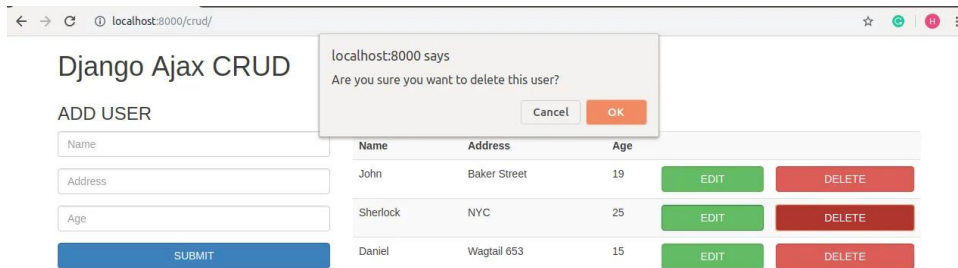 localhost:8000/crud/
H
Django Ajax CRUD
localhost:8000 says
Are you sure you want to delete this user?
Cancel OK
ADD USER
Name
Address
Age
SUBMIT
Name Address Age
John Baker Street 19 EDIT DELETE
Sherlock NYC 25 EDIT DELETE
Daniel Wagtail 653 15 EDIT DELETE